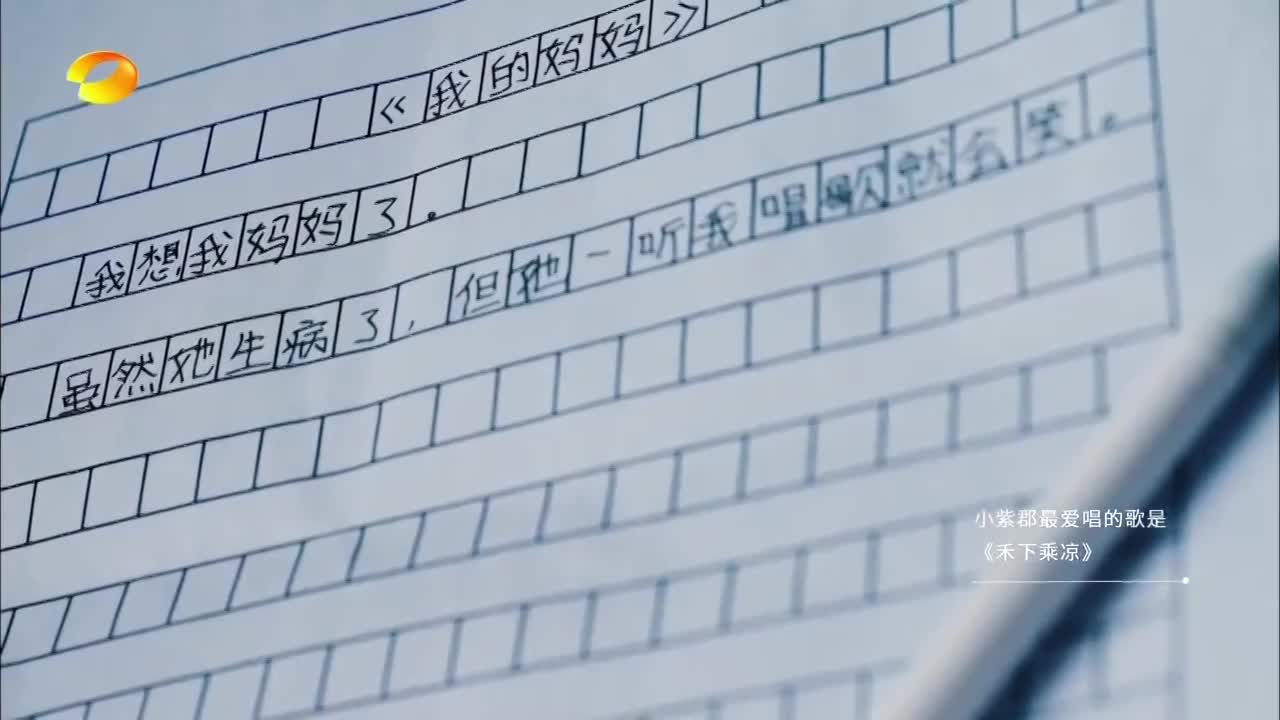 《我的妈妈》
我想我妈妈了。
虽然她生病了，但她一听我唱歌就会笑。
小紫郡最爱唱的歌是
《禾下乘凉》